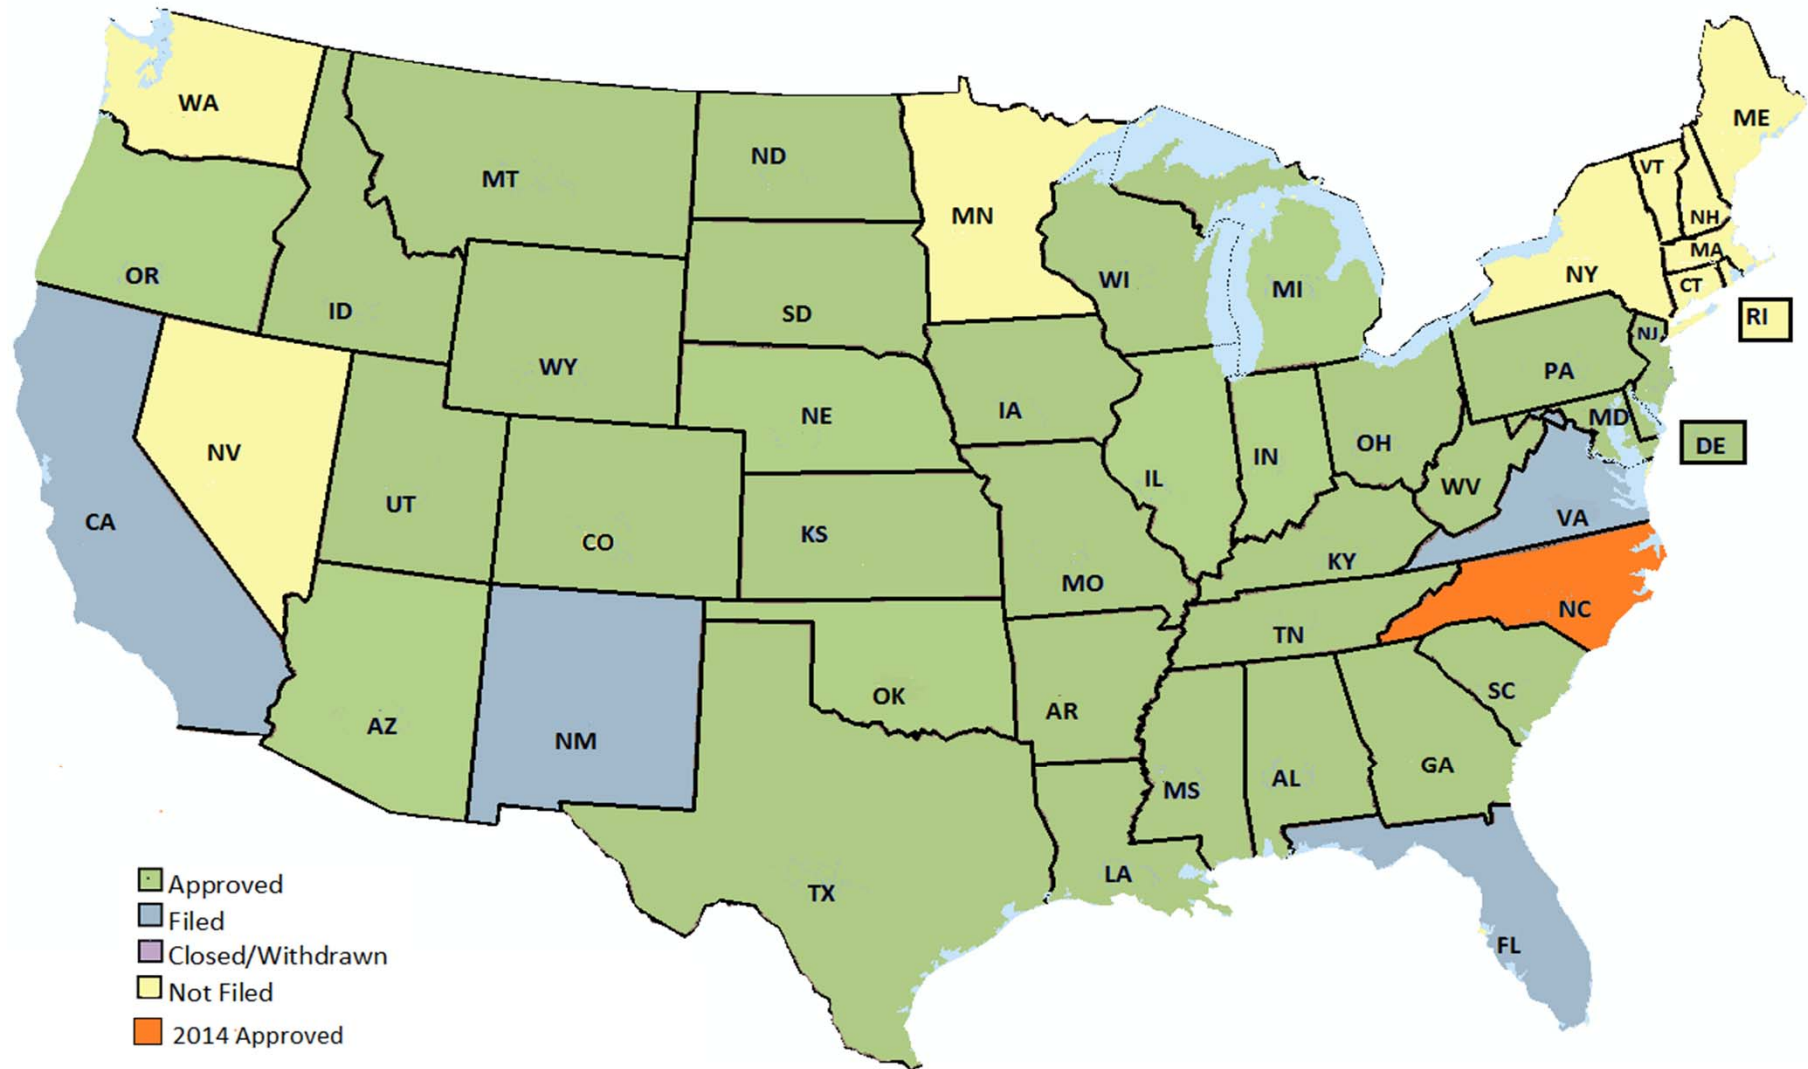 WA
ME
VT
ND
MT
MN
NH
MA
OR
WI
NY
CT
MI
ID
SD
RI
NJ
WY
PA
NE
IA
MD
NV
OH
DE
IN
UT
IL
WV
CA
CO
KS
VA
KY
MO
NC
TN
SC
OK
AR
AZ
NM
GA
AL
MS
LA
TX
FL
Approved
Filed
Closed/Withdrawn
Not Filed
2014 Approved